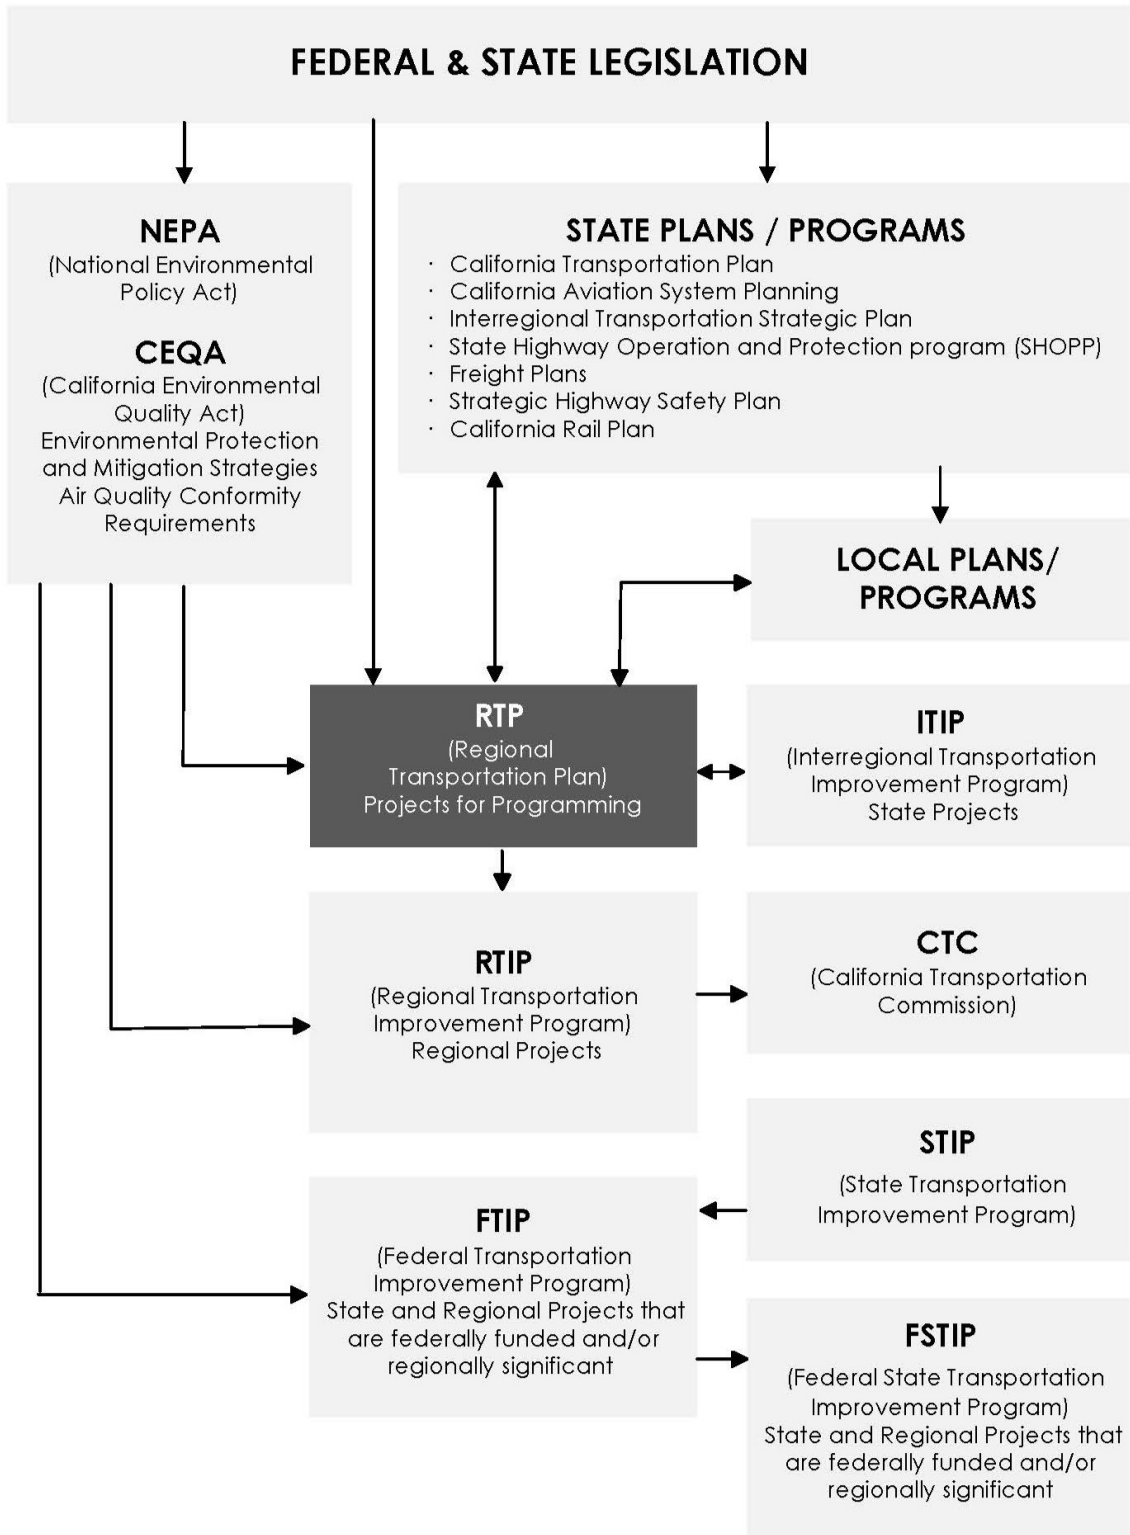 FEDERAL & STATE LEGISLATION
NEPA
(National Environmental
Policy Act)
CEQA
(California Environmental
Quality Act)
Environmental Protection
and Mitigation Strategies
Air Quality Conformity
Requirements
STATE PLANS / PROGRAMS
· California Transportation Plan
· California Aviation System Planning
· Interregional Transportation Strategic Plan
· State Highway Operation and Protection program (SHOPP)
· Freight Plans
· Strategic Highway Safety Plan
· California Rail Plan
LOCAL PLANS/
PROGRAMS
RTP
(Regional
Transportation Plan)
Projects for Programming
ITIP
(Interregional Transportation
Improvement Program)
State Projects
RTIP
(Regional Transportation
Improvement Program)
Regional Projects
CTC
(California Transportation
Commission)
STIP
(State Transportation
Improvement Program)
FTIP
(Federal Transportation
Improvement Program)
State and Regional Projects that
are federally funded and/or
regionally significant
FSTIP
(Federal State Transportation
Improvement Program)
State and Regional Projects that
are federally funded and/or
regionally significant